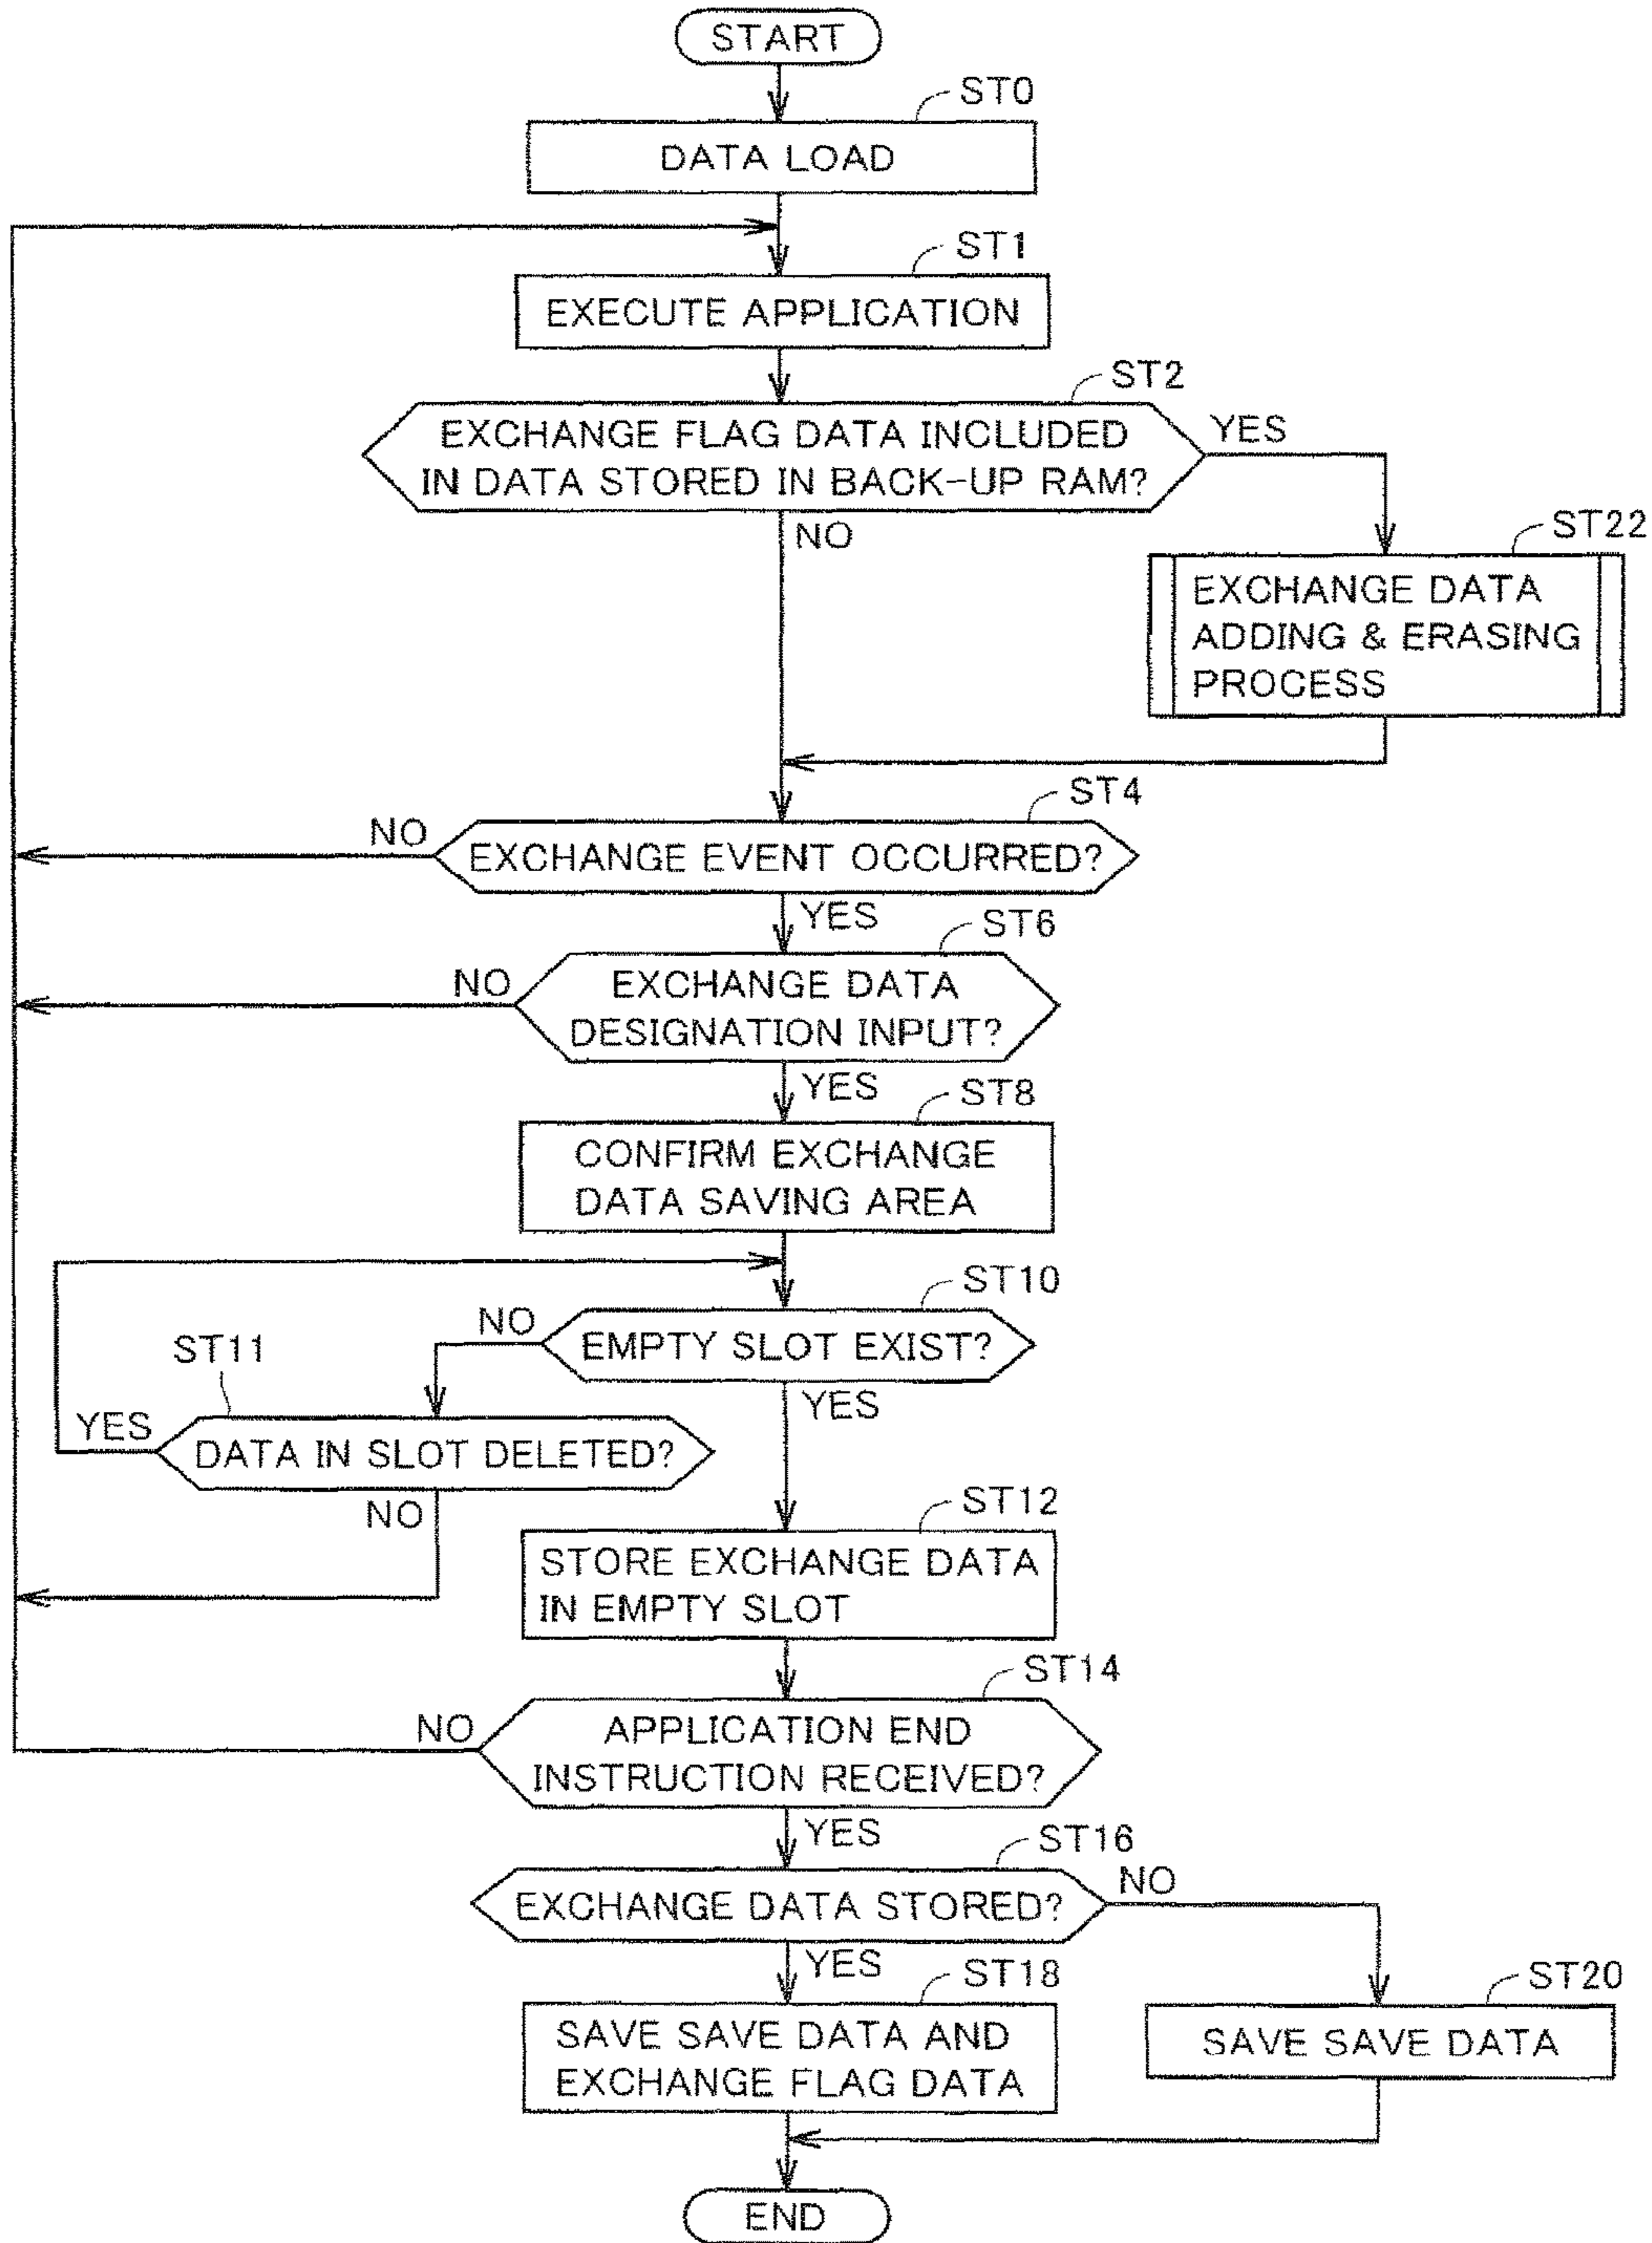 START
ST0
DATA LOAD
ST1
EXECUTE APPLICATION
ST2
EXCHANGE FLAG DATA INCLUDED
IN DATA STORED IN BACK-UP RAM?
YES
NO
ST22
EXCHANGE DATA
ADDING & ERASING
PROCESS
ST4
NO
EXCHANGE EVENT OCCURRED?
YES
ST6
NO
EXCHANGE DATA
DESIGNATION INPUT?
YES
ST8
CONFIRM EXCHANGE
DATA SAVING AREA
ST10
NO
EMPTY SLOT EXIST?
ST11
YES
YES
DATA IN SLOT DELETED?
NO
ST12
STORE EXCHANGE DATA
IN EMPTY SLOT
ST14
NO
APPLICATION END
INSTRUCTION RECEIVED?
YES
ST16
EXCHANGE DATA STORED?
NO
YES
ST18
SAVE SAVE DATA AND
EXCHANGE FLAG DATA
ST20
SAVE SAVE DATA
END